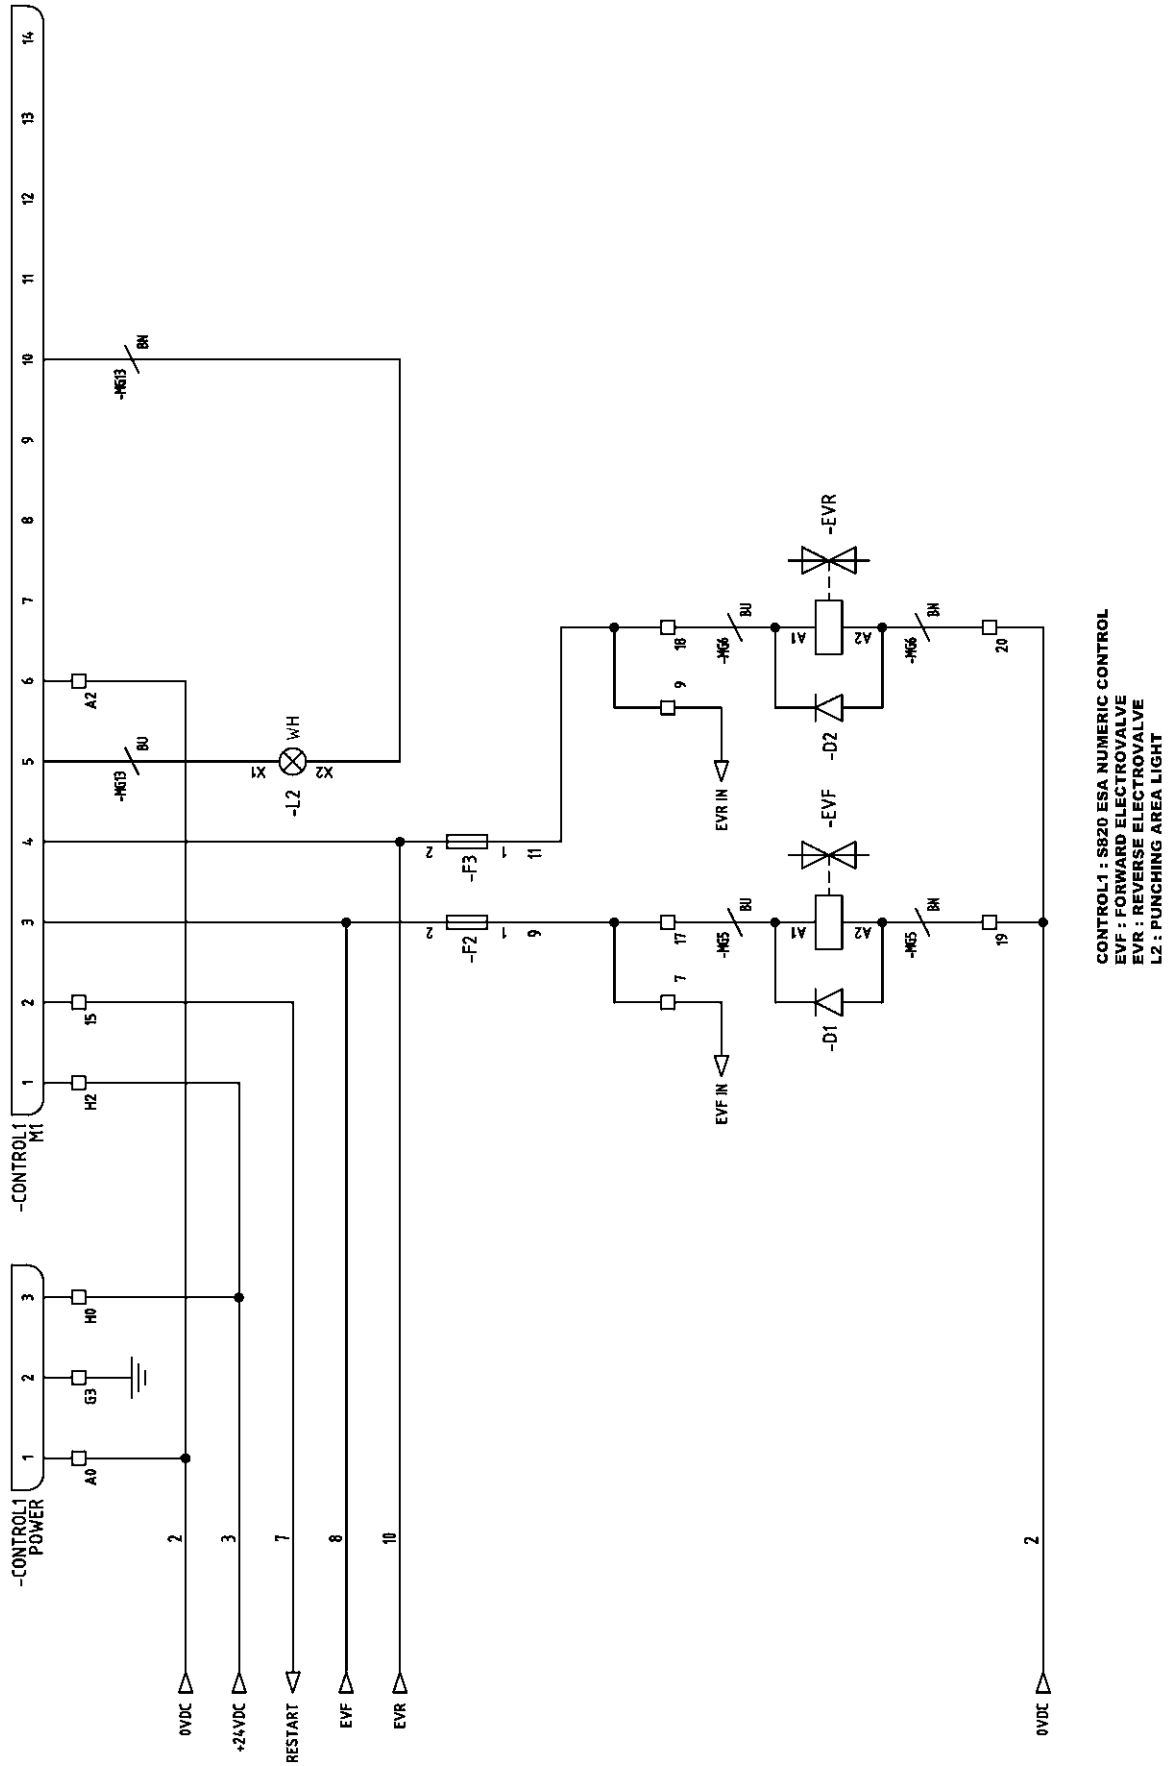 -CONTROL1
POWER
1
2
3
-CONTROL1
M1
1
2
3
4
5
6
7
8
9
10
11
12
13
14
A0
G3
H0
H2
15
A2
-MG13
BU
-MG13
BN
0VDC
2
+24VDC
3
RESTART
7
EVF
8
EVR
10
X1
X2
-L2
WH
2
-F2
1
9
2
-F3
1
11
7
17
9
18
EVF IN
EVR IN
-MG5
BU
-MG6
BU
-D1
A1
A2
-EVF
-D2
A1
A2
-EVR
-MG5
BN
-MG6
BN
19
20
0VDC
2
CONTROL1 : S820 ESA NUMERIC CONTROL
EVF : FORWARD ELECTROVALVE
EVR : REVERSE ELECTROVALVE
L2 : PUNCHING AREA LIGHT